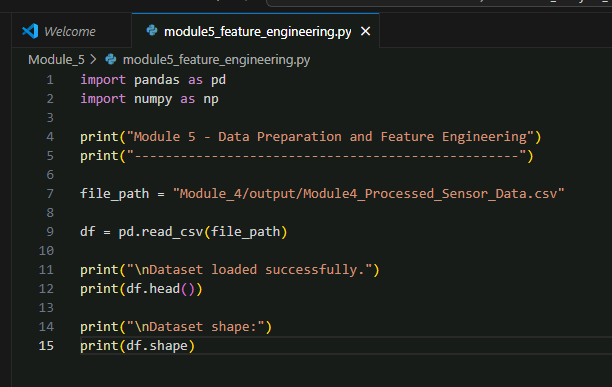 Welcome
module5_feature_engineering.py
Module_5 > module5_feature_engineering.py
1 import pandas as pd
2 import numpy as np
3
4 print("Module 5 - Data Preparation and Feature Engineering")
5 print("--------------------------------------------------")
6
7 file_path = "Module_4/output/Module4_Processed_Sensor_Data.csv"
8
9 df = pd.read_csv(file_path)
10
11 print("\nDataset loaded successfully.")
12 print(df.head())
13
14 print("\nDataset shape:")
15 print(df.shape)